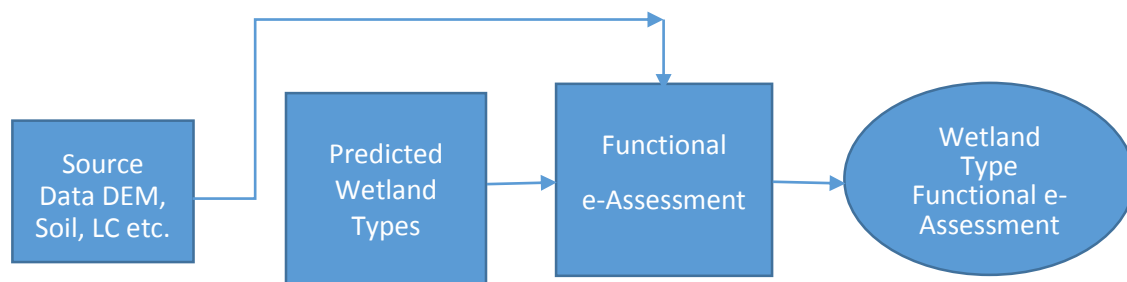 Source
Data DEM,
Soil, LC etc.
Predicted
Wetland
Types
Functional
e-Assessment
Wetland
Type
Functional e-
Assessment